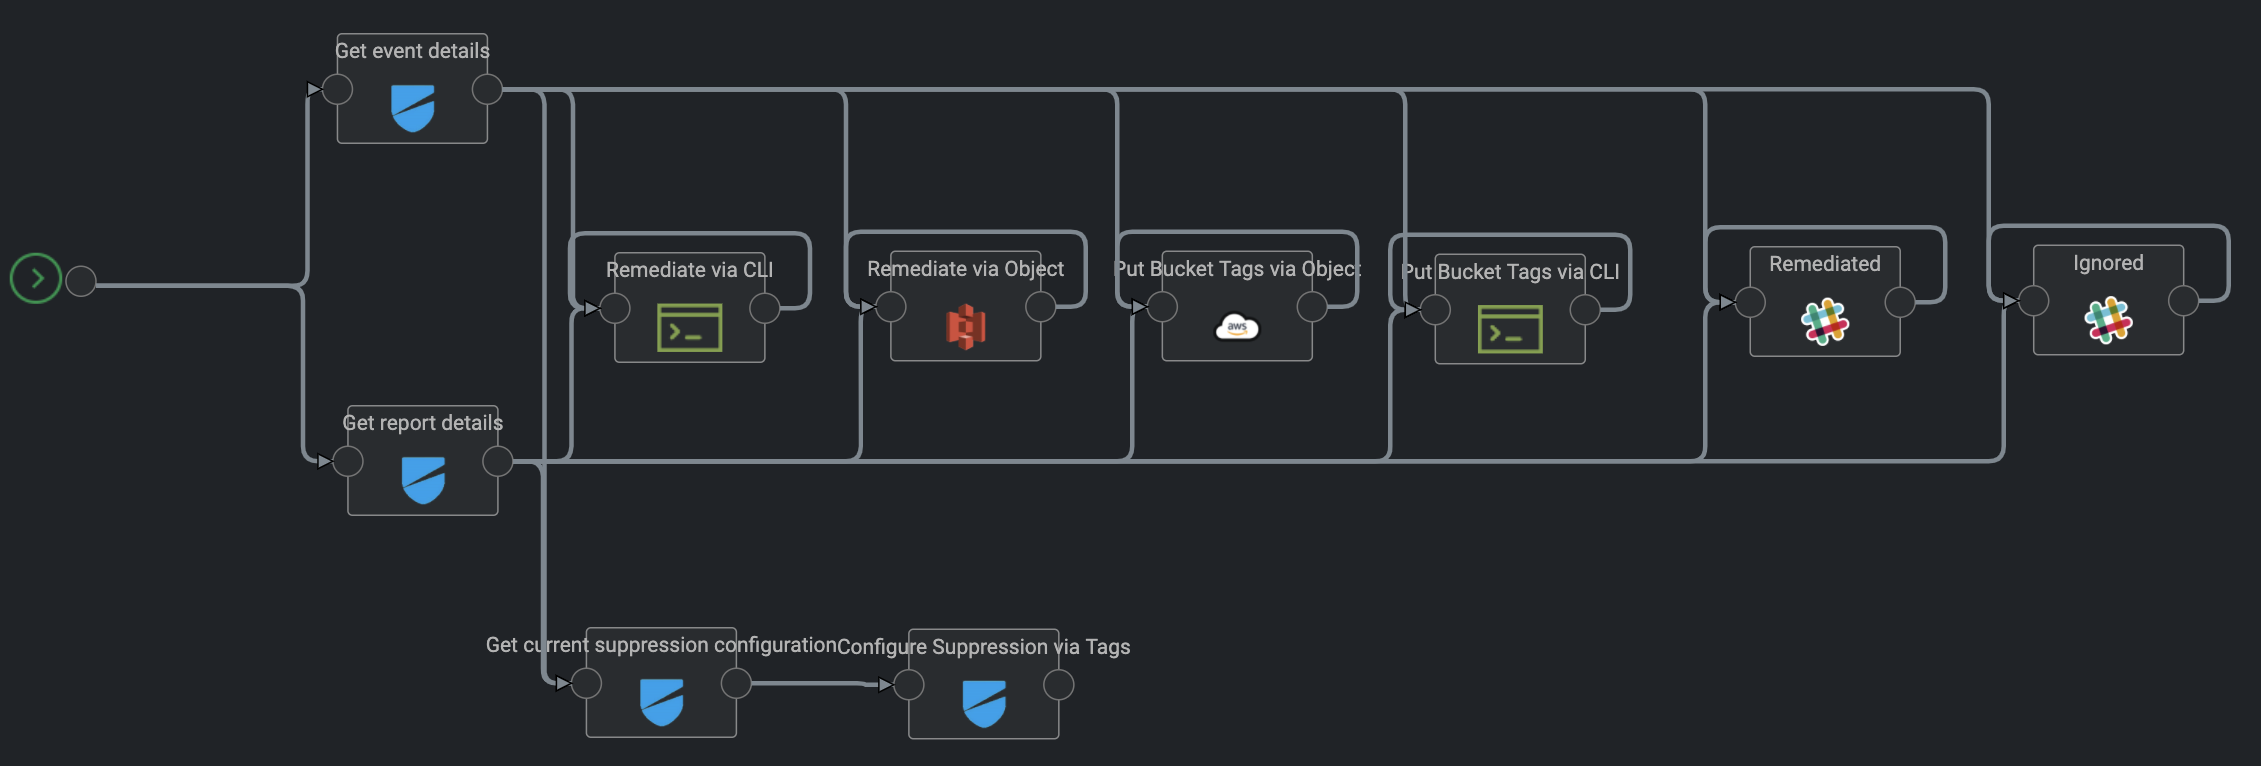 Get event details
Remediate via CLI
Remediate via Object
Put Bucket Tags via Object
Put Bucket Tags via CLI
Remediated
Ignored
>_
aws
>_
Get report details
Get current suppression configuration
Configure Suppression via Tags